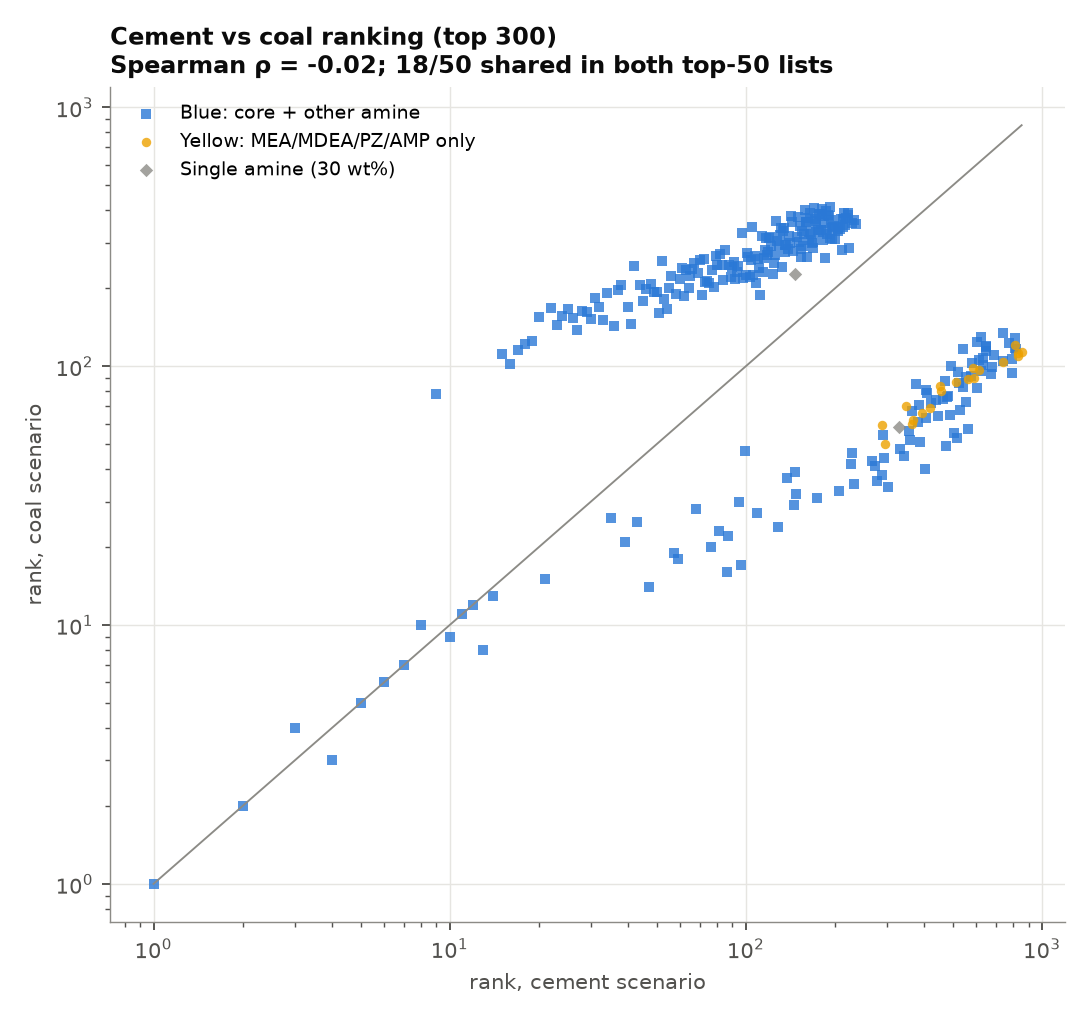 Cement vs coal ranking (top 300)
Spearman ρ = -0.02; 18/50 shared in both top-50 lists
Blue: core + other amine
Yellow: MEA/MDEA/PZ/AMP only
Single amine (30 wt%)
10³
10²
10¹
10⁰
rank, coal scenario
10⁰ 10¹ 10² 10³
rank, cement scenario